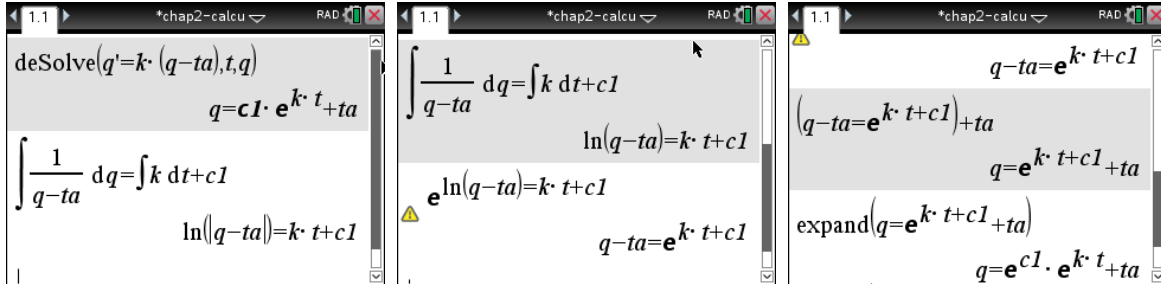 1.1 *chap2-calcu RAD
deSolve(q'=k·(q−ta),t,q)
q=c1·e^(k·t)+ta
∫ 1/(q−ta) dq=∫k dt+c1
ln(|q−ta|)=k·t+c1
1.1 *chap2-calcu RAD
∫ 1/(q−ta) dq=∫k dt+c1
ln(q−ta)=k·t+c1
e^(ln(q−ta)=k·t+c1)
q−ta=e^(k·t+c1)
1.1 *chap2-calcu RAD
q−ta=e^(k·t+c1)
(q−ta=e^(k·t+c1))+ta
q=e^(k·t+c1)+ta
expand(q=e^(k·t+c1)+ta)
q=e^(c1)·e^(k·t)+ta